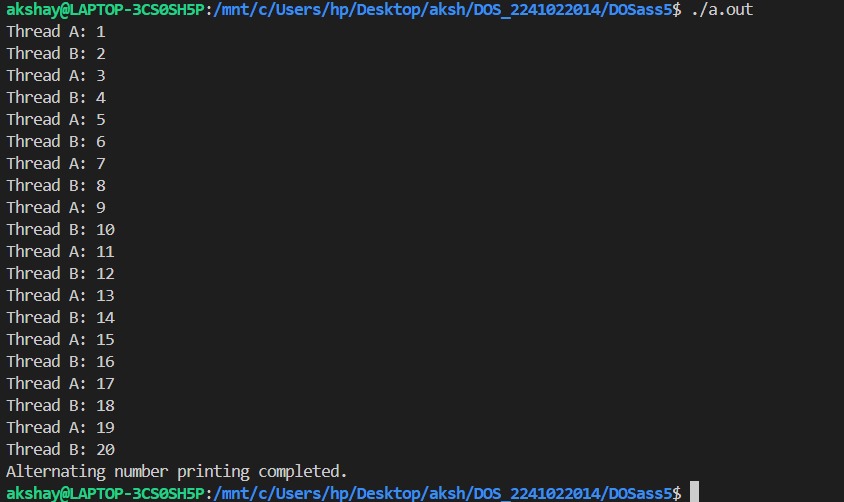 akshay@LAPTOP-3CS0SH5P:/mnt/c/Users/hp/Desktop/aksh/DOS_2241022014/DOSass5$ ./a.out
Thread A: 1
Thread B: 2
Thread A: 3
Thread B: 4
Thread A: 5
Thread B: 6
Thread A: 7
Thread B: 8
Thread A: 9
Thread B: 10
Thread A: 11
Thread B: 12
Thread A: 13
Thread B: 14
Thread A: 15
Thread B: 16
Thread A: 17
Thread B: 18
Thread A: 19
Thread B: 20
Alternating number printing completed.
akshay@LAPTOP-3CS0SH5P:/mnt/c/Users/hp/Desktop/aksh/DOS_2241022014/DOSass5$